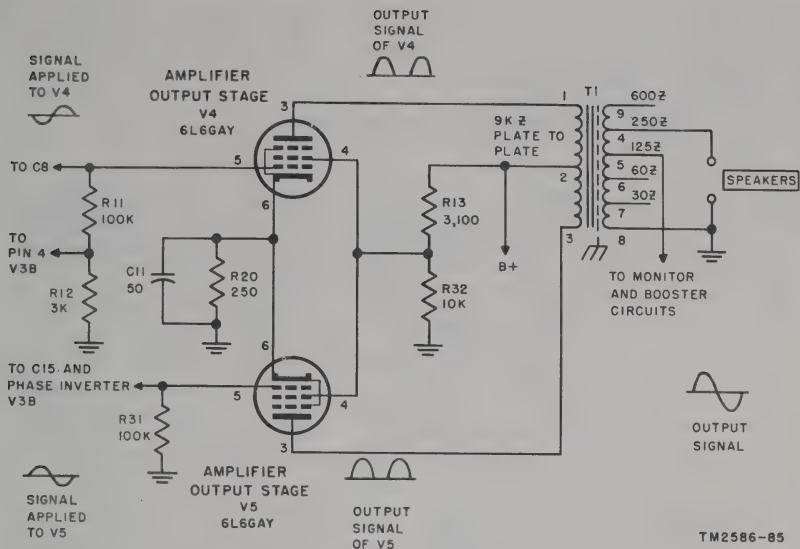 OUTPUT
SIGNAL
OF V4
SIGNAL
APPLIED
TO V4
AMPLIFIER
OUTPUT STAGE
V4
6L6GAY
3
5
4
6
TO C8
R11
100K
TO
PIN 4
V3B
R12
3K
C11
50
R20
250
9K Z
PLATE TO
PLATE
R13
3,100
R32
10K
B+
T1
1
2
3
600Z
9
250Z
4
125Z
5
60Z
6
30Z
7
8
SPEAKERS
TO MONITOR
AND BOOSTER
CIRCUITS
TO C15 AND
PHASE INVERTER
V3B
6
5
4
3
R31
100K
OUTPUT
SIGNAL
AMPLIFIER
OUTPUT STAGE
V5
6L6GAY
SIGNAL
APPLIED
TO V5
OUTPUT
SIGNAL
OF V5
TM2586-85